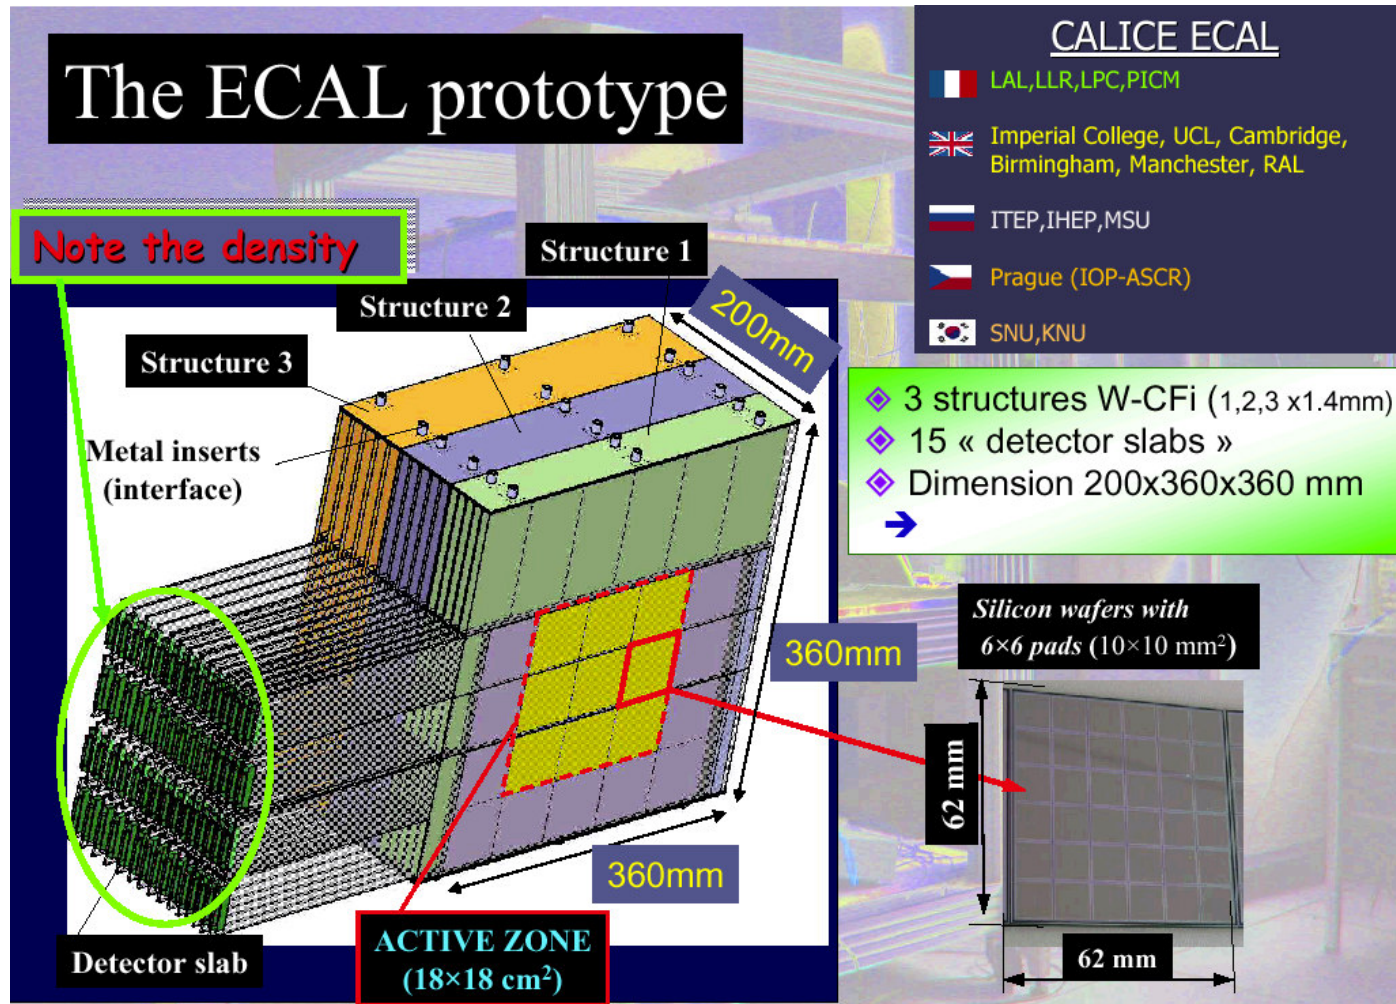 The ECAL prototype
CALICE ECAL
LAL,LLR,LPC,PICM
Imperial College, UCL, Cambridge,
Birmingham, Manchester, RAL
ITEP,IHEP,MSU
Prague (IOP-ASCR)
SNU,KNU
Note the density
Structure 1
Structure 2
Structure 3
200mm
Metal inserts
(interface)
3 structures W-CFi (1,2,3 x1.4mm)
15 « detector slabs »
Dimension 200x360x360 mm
360mm
360mm
Silicon wafers with
6×6 pads (10×10 mm²)
62 mm
62 mm
ACTIVE ZONE
(18×18 cm²)
Detector slab